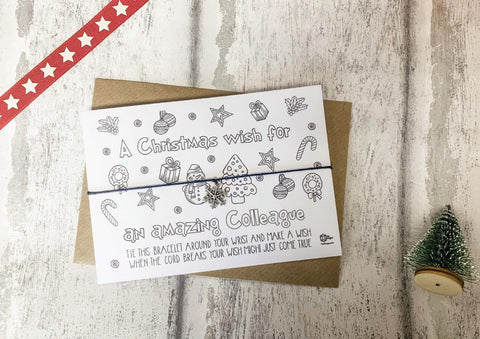 A Christmas wish for
an amazing Colleague
TIE THIS BRACELET AROUND YOUR WRIST AND MAKE A WISH
WHEN THE CORD BREAKS YOUR WISH MIGHT JUST COME TRUE